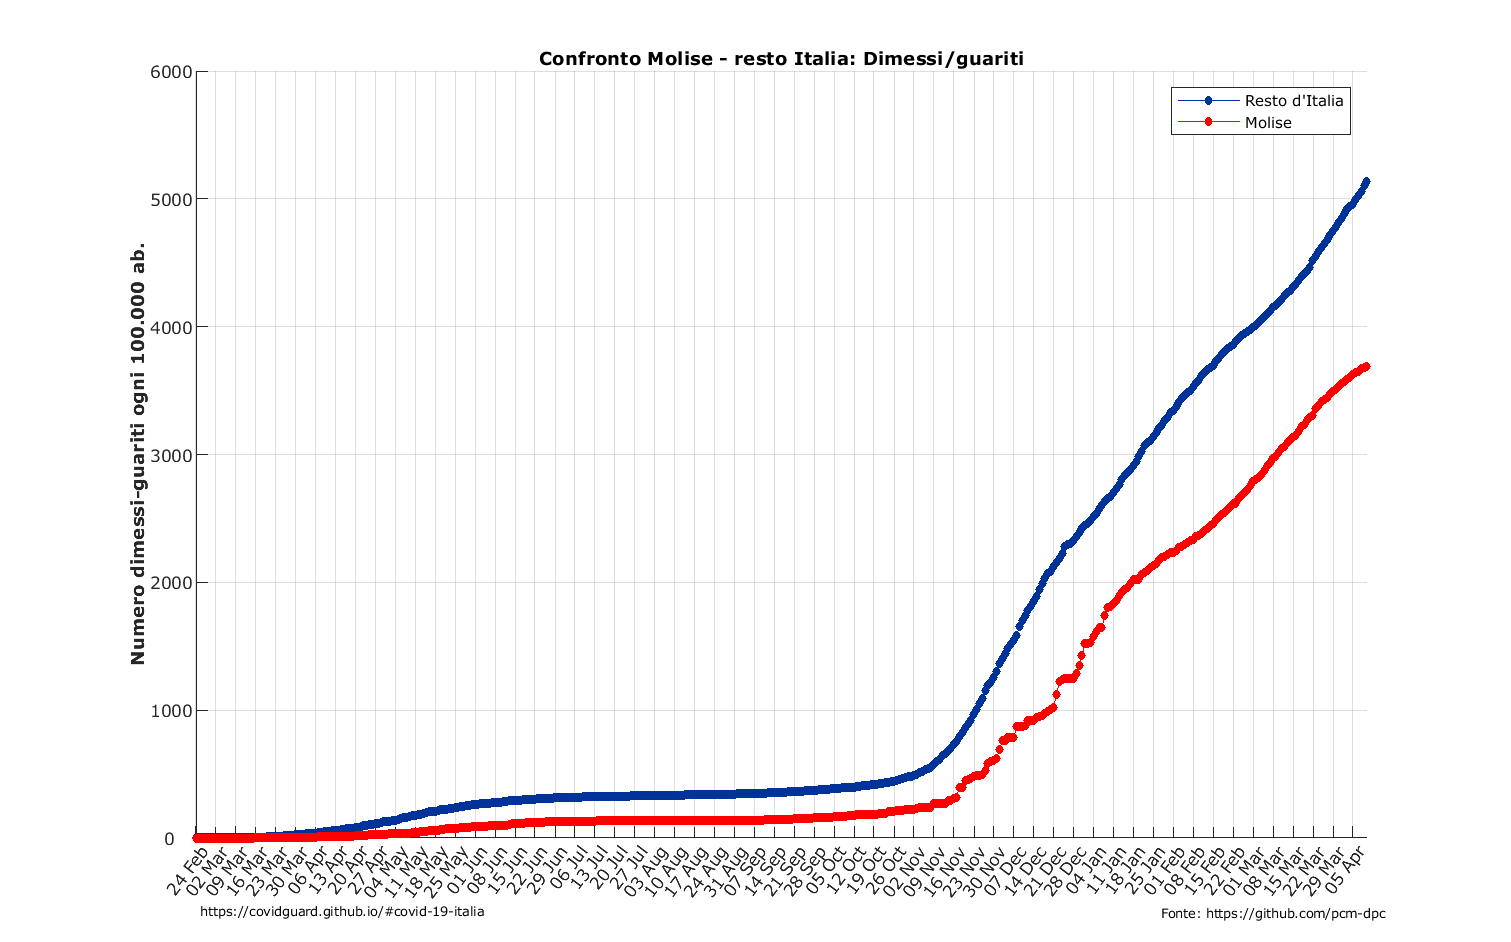 Confronto Molise - resto Italia: Dimessi/guariti
Resto d'Italia
Molise
Numero dimessi-guariti ogni 100.000 ab.
6000
5000
4000
3000
2000
1000
0
24 Feb
02 Mar
09 Mar
16 Mar
23 Mar
30 Mar
06 Apr
13 Apr
20 Apr
27 Apr
04 May
11 May
18 May
25 May
01 Jun
08 Jun
15 Jun
22 Jun
29 Jun
06 Jul
13 Jul
20 Jul
27 Jul
03 Aug
10 Aug
17 Aug
24 Aug
31 Aug
07 Sep
14 Sep
21 Sep
28 Sep
05 Oct
12 Oct
19 Oct
26 Oct
02 Nov
09 Nov
16 Nov
23 Nov
30 Nov
07 Dec
14 Dec
21 Dec
28 Dec
04 Jan
11 Jan
18 Jan
25 Jan
01 Feb
08 Feb
15 Feb
22 Feb
01 Mar
08 Mar
15 Mar
22 Mar
29 Mar
05 Apr
https://covidguard.github.io/#covid-19-italia
Fonte: https://github.com/pcm-dpc